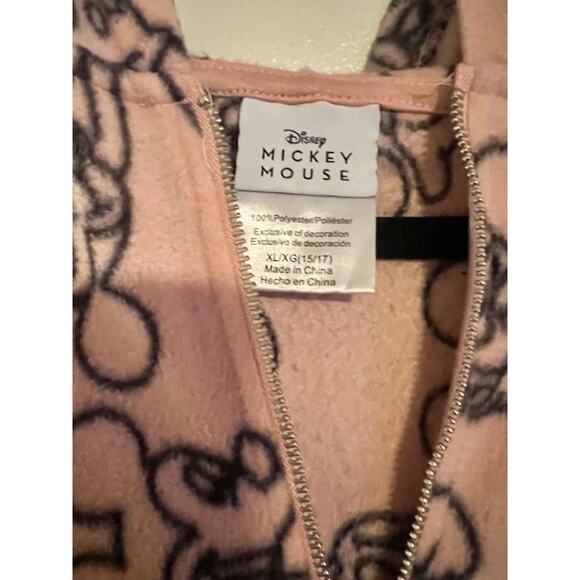 Disney
MICKEY
MOUSE
100%Polyester/Poliéster
Exclusive of decoration
Exclusivo de decoración
XL/XG(15/17)
Made in China
Hecho en China